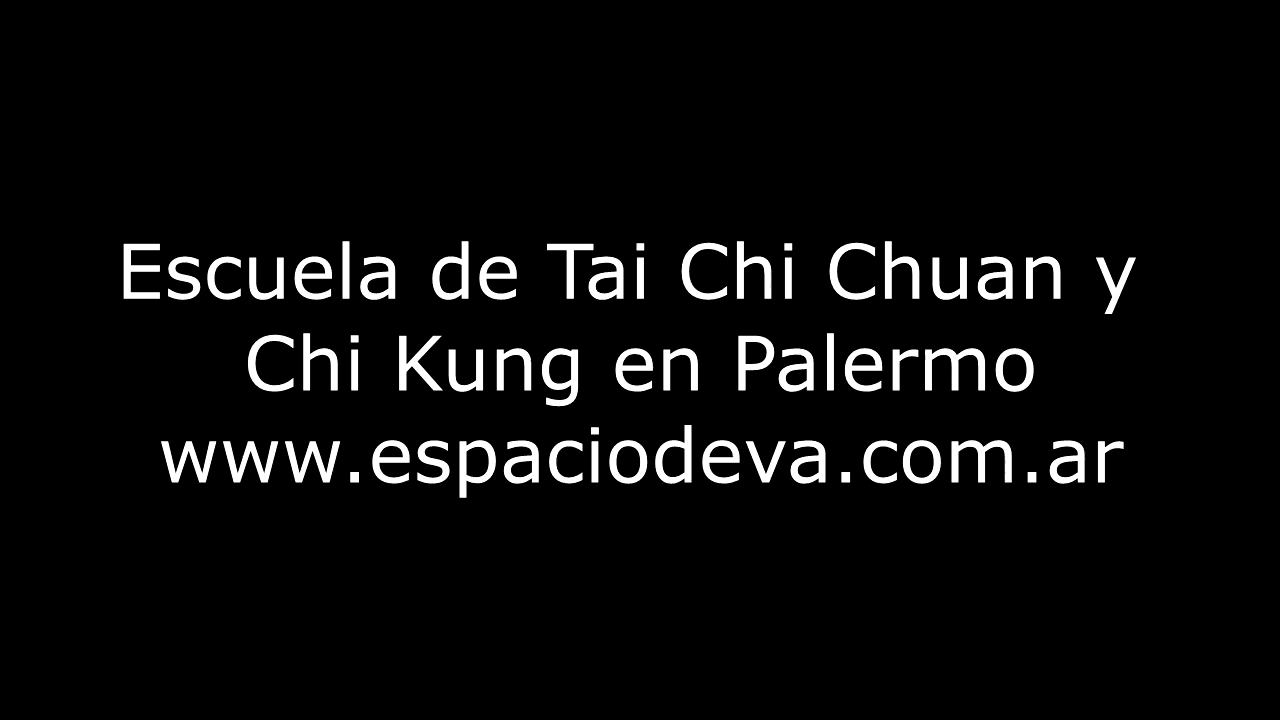 Escuela de Tai Chi Chuan y
Chi Kung en Palermo
www.espaciodeva.com.ar